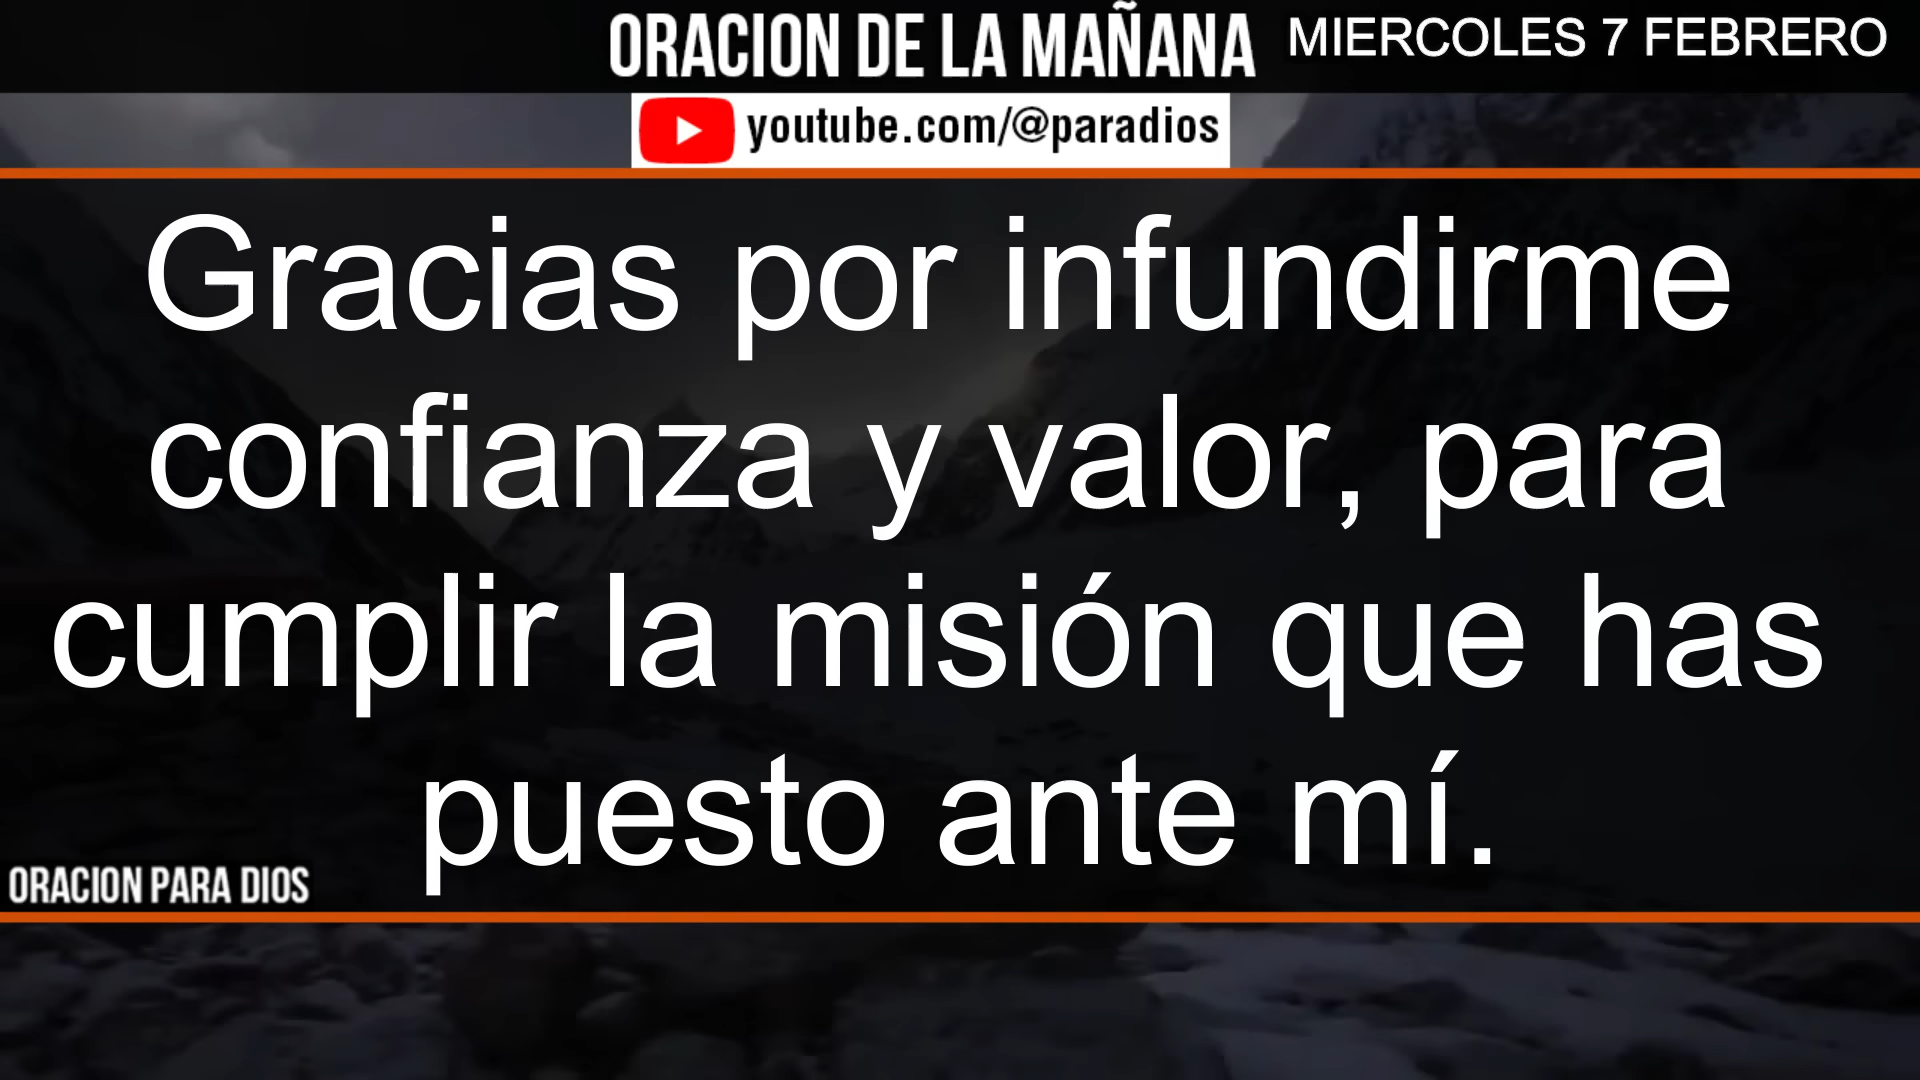 ORACION DE LA MAÑANA MIERCOLES 7 FEBRERO
youtube.com/@paradios
Gracias por infundirme
confianza y valor, para
cumplir la misión que has
puesto ante mí.
ORACION PARA DIOS